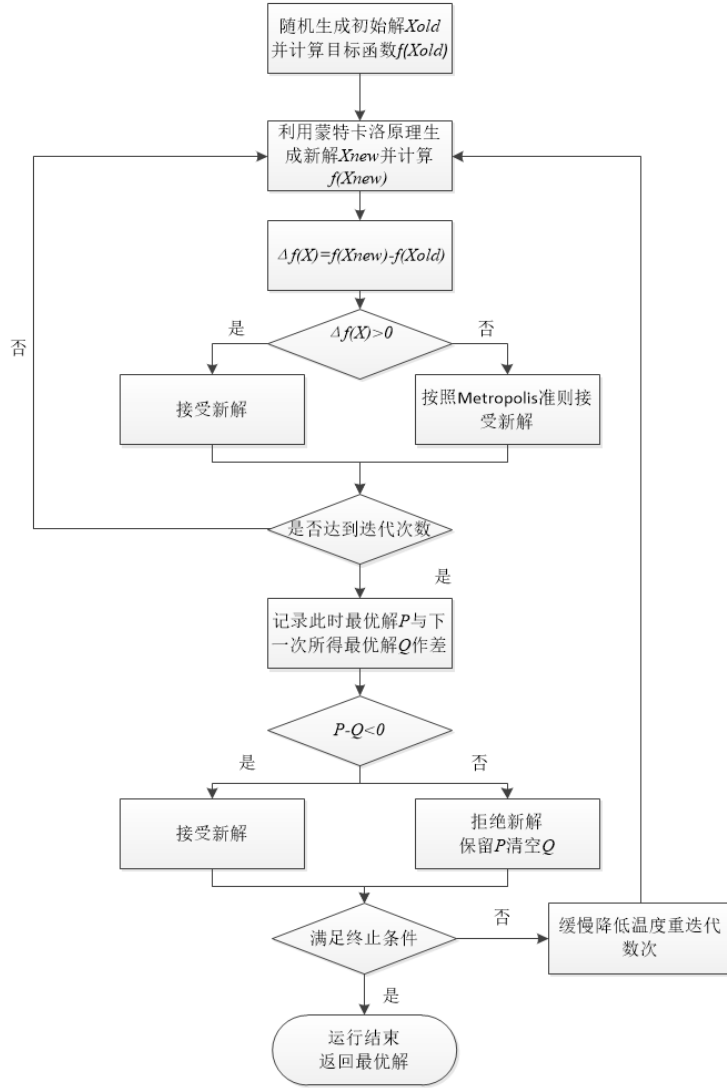 随机生成初始解Xold
并计算目标函数f(Xold)
利用蒙特卡洛原理生
成新解Xnew并计算
f(Xnew)
Δf(X)=f(Xnew)-f(Xold)
Δf(X)>0
是
否
否
接受新解
按照Metropolis准则接
受新解
是否达到迭代次数
是
记录此时最优解P与下
一次所得最优解Q作差
P-Q<0
是
否
接受新解
拒绝新解
保留P清空Q
满足终止条件
否
缓慢降低温度重迭代
数次
是
运行结束
返回最优解